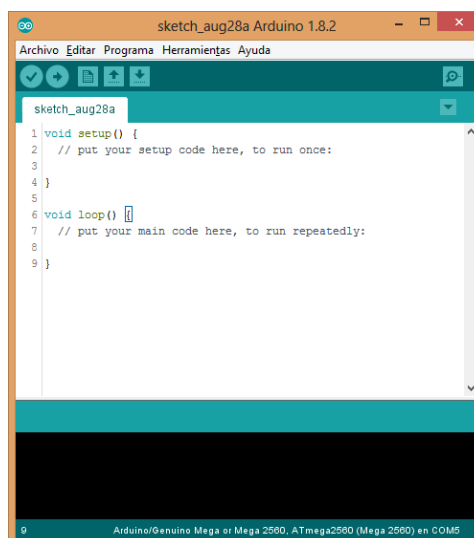 sketch_aug28a Arduino 1.8.2
Archivo Editar Programa Herramientas Ayuda
sketch_aug28a
1 void setup() {
2   // put your setup code here, to run once:
3
4 }
5
6 void loop() {
7   // put your main code here, to run repeatedly:
8
9 }
9 Arduino/Genuino Mega or Mega 2560, ATmega2560 (Mega 2560) en COM5